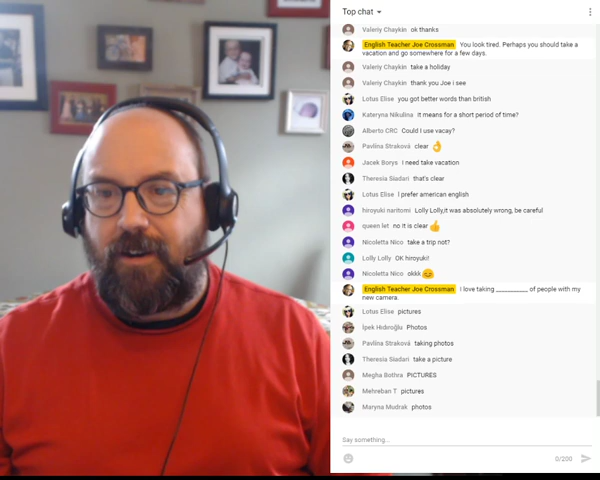 Top chat
Valeriy Chaykin ok thanks
English Teacher Joe Crossman You look tired. Perhaps you should take a
vacation and go somewhere for a few days.
Valeriy Chaykin take a holiday
Valeriy Chaykin thank you Joe i see
Lotus Elise you got better words than british
Kateryna Nikulina it means for a short period of time?
Alberto CRC Could I use vacay?
Pavlína Straková clear 👌
Jacek Borys I need take vacation
Theresia Siadari that's clear
Lotus Elise I prefer american english
hiroyuki naritomi Lolly Lolly,it was absolutely wrong, be careful
queen let no it is clear👍
Nicoletta Nico take a trip not?
Lolly Lolly OK hiroyuki!
Nicoletta Nico okkk😊
English Teacher Joe Crossman I love taking __________ of people with my
new camera.
Lotus Elise pictures
İpek Hıdıroğlu Photos
Pavlína Straková taking photos
Theresia Siadari take a picture
Megha Bothra PICTURES
Mehreban T pictures
Maryna Mudrak photos
Say something...
0/200